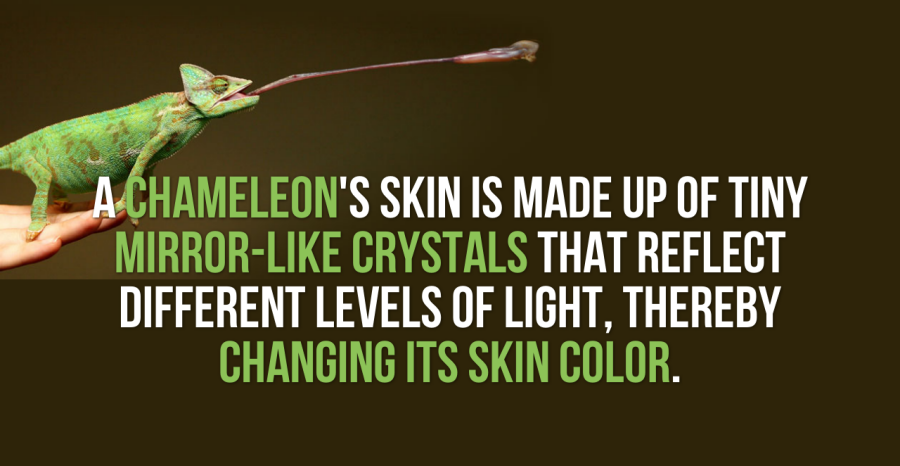 A CHAMELEON'S SKIN IS MADE UP OF TINY
MIRROR-LIKE CRYSTALS THAT REFLECT
DIFFERENT LEVELS OF LIGHT, THEREBY
CHANGING ITS SKIN COLOR.